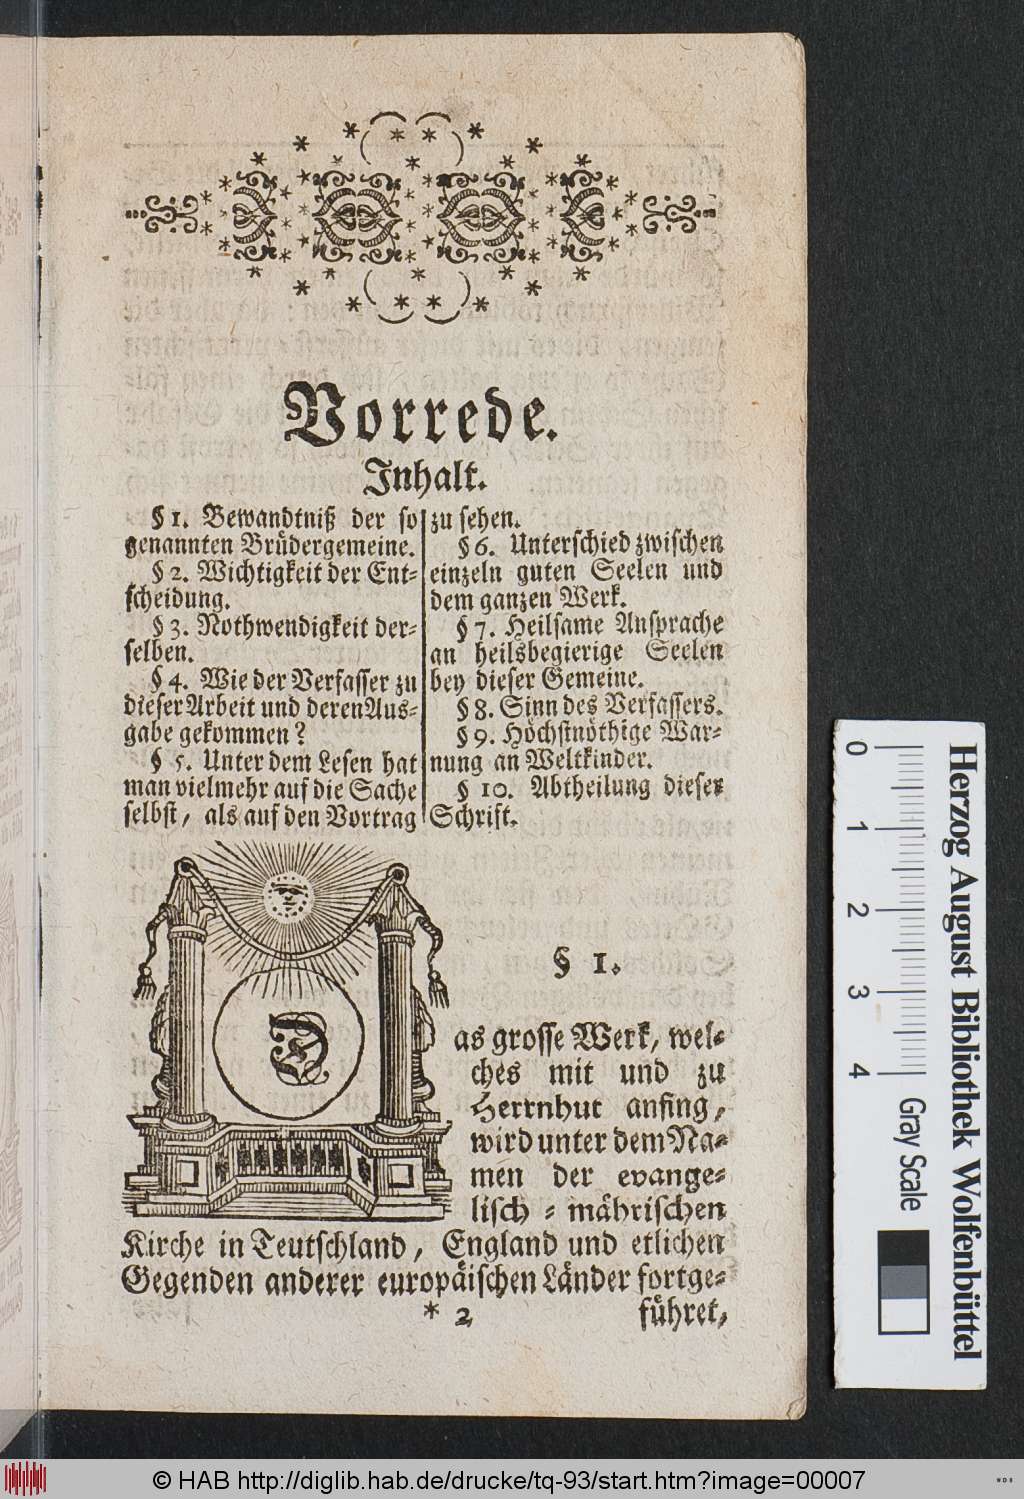 Vorrede.
Inhalt.
§ 1. Bewandtniß der so
genannten Brüdergemeine.
§ 2. Wichtigkeit der Ent-
scheidung.
§ 3. Nothwendigkeit der-
selben.
§ 4. Wie der Verfasser zu
dieser Arbeit und deren Aus-
gabe gekommen?
§ 5. Unter dem Lesen hat
man vielmehr auf die Sache
selbst, als auf den Vortrag
zu sehen.
§ 6. Unterschied zwischen
einzeln guten Seelen und
dem ganzen Werk.
§ 7. Heilsame Ansprache
an heilsbegierige Seelen
bey dieser Gemeine.
§ 8. Sinn des Verfassers.
§ 9. Höchstnöthige War-
nung an Weltkinder.
§ 10. Abtheilung dieser
Schrift.
§ 1.
Das grosse Werk, wel-
ches mit und zu
Herrnhut anfing,
wird unter dem Na-
men der evange-
lisch-mährischen
Kirche in Teutschland, England und etlichen
Gegenden anderer europäischen Länder fortge-
* 2 führet,
0 1 2 3 4
Gray Scale
Herzog August Bibliothek Wolfenbüttel
© HAB http://diglib.hab.de/drucke/tq-93/start.htm?image=00007